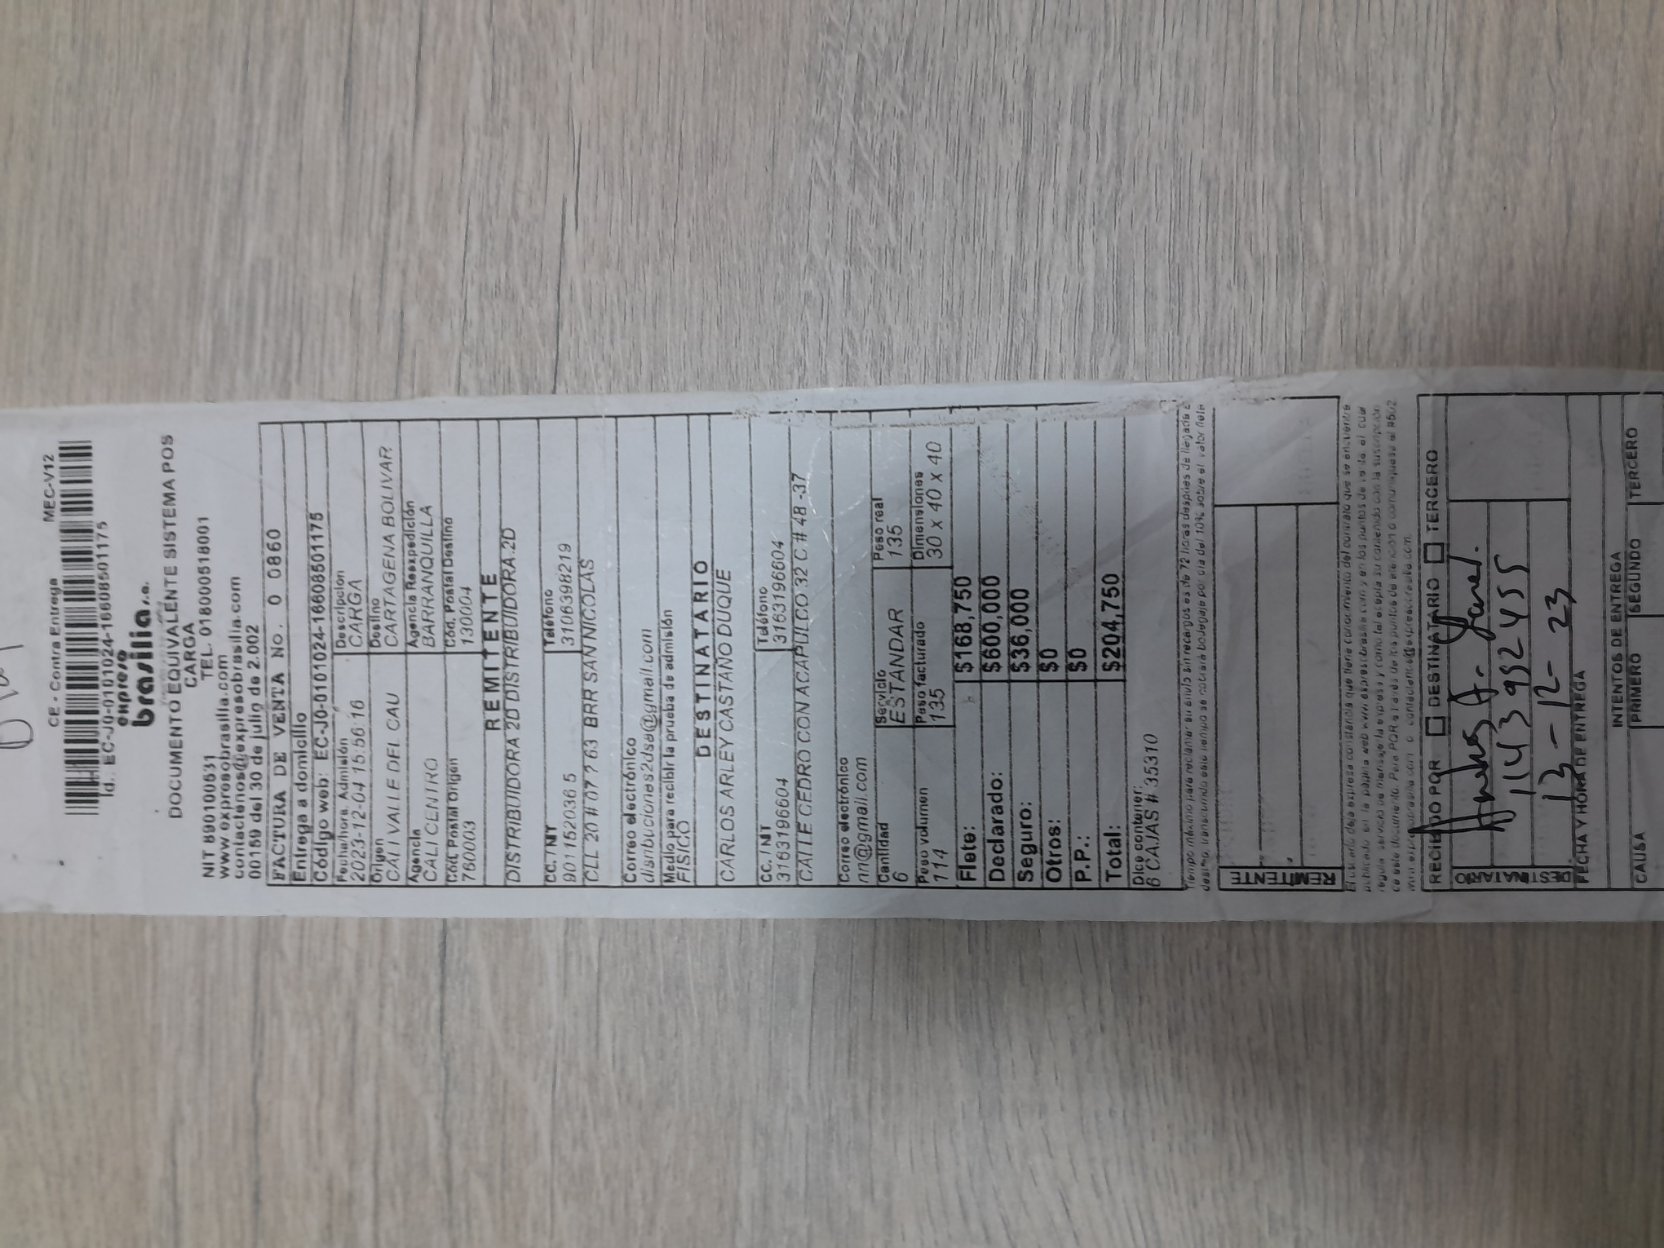 CE - Contra Entrega MEC-V12
Id.: EC-J0-0101024-16608501175
expreso
brasilia s.a.
DOCUMENTO EQUIVALENTE SISTEMA POS
CARGA
NIT 890100531 TEL. 018000518001
www.expresobrasilia.com
contactenos@expresobrasilia.com
00159 del 30 de julio de 2.002
FACTURA DE VENTA No. 0 0860
Entrega a domicilio
Código web: EC-J0-0101024-16608501175
Fecha/hora Admisión Descripción
2023-12-04 15:56:16 CARGA
Origen Destino
CALI VALLE DEL CAU CARTAGENA BOLIVAR
Agencia Agencia Reexpedición
CALI CENTRO BARRANQUILLA
Cód. Postal Origen Cód. Postal Destino
760003 130004
REMITENTE
DISTRIBUIDORA 2D DISTRIBUIDORA 2D
CC. / NIT Teléfono
901152036 5 3106398219
CLL 20 # 07 ? 63 BRR SAN NICOLAS
Correo electrónico
distribuciones2dsa@gmail.com
Medio para recibir la prueba de admisión
FISICO
DESTINATARIO
CARLOS ARLEY CASTAÑO DUQUE
CC. / NIT Teléfono
3163196604 3163196604
CALLE CEDRO CON ACAPULCO 32 C # 48 -37
Correo electrónico
nn@gmail.com
Cantidad Servicio Peso real
6 ESTANDAR 135
Peso volumen Peso facturado Dimensiones
114 135 30 x 40 x 40
Flete: $168,750
Declarado: $600,000
Seguro: $36,000
Otros: $0
P.P.: $0
Total: $204,750
Dice contener:
6 CAJAS # 35310
REMITENTE
RECIBIDO POR DESTINATARIO TERCERO
DESTINATARIO
1143992455
13-12-23
FECHA Y HORA DE ENTREGA
INTENTOS DE ENTREGA
PRIMERO SEGUNDO TERCERO
CAUSA